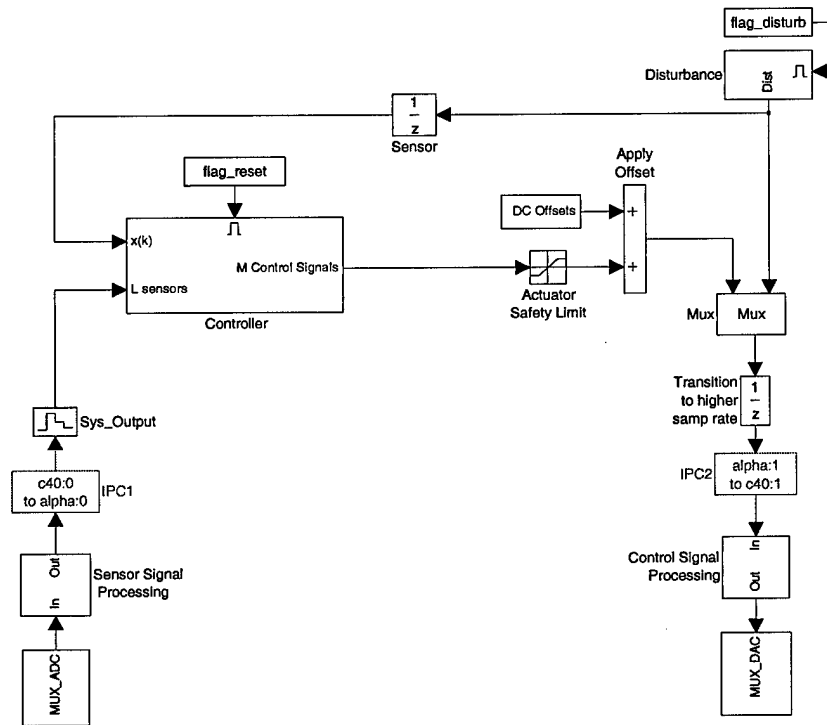 flag_disturb
Disturbance
Dist
1
z
Sensor
flag_reset
Apply
Offset
DC Offsets
+
+
x(k)
M Control Signals
L sensors
Controller
Actuator
Safety Limit
Mux
Mux
Transition
to higher
samp rate
1
z
Sys_Output
c40:0
to alpha:0
IPC1
IPC2
alpha:1
to c40:1
Out
In
Sensor Signal
Processing
Control Signal
Processing
In
Out
MUX_ADC
MUX_DAC